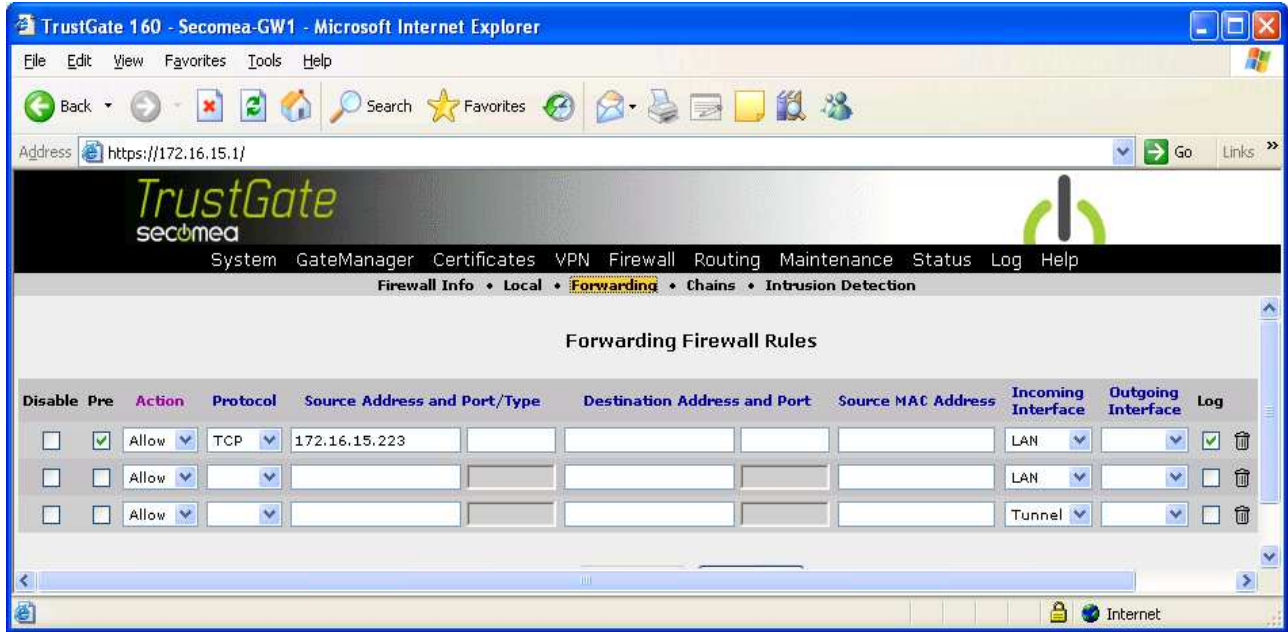 TrustGate 160 - Secomea-GW1 - Microsoft Internet Explorer
File Edit View Favorites Tools Help
Back Search Favorites
Address https://172.16.15.1/ Go Links »
TrustGate
secomea
System GateManager Certificates VPN Firewall Routing Maintenance Status Log Help
Firewall Info • Local • Forwarding • Chains • Intrusion Detection
Forwarding Firewall Rules
Disable Pre Action Protocol Source Address and Port/Type Destination Address and Port Source MAC Address Incoming Interface Outgoing Interface Log
Allow TCP 172.16.15.223 LAN
Allow LAN
Allow Tunnel
Internet